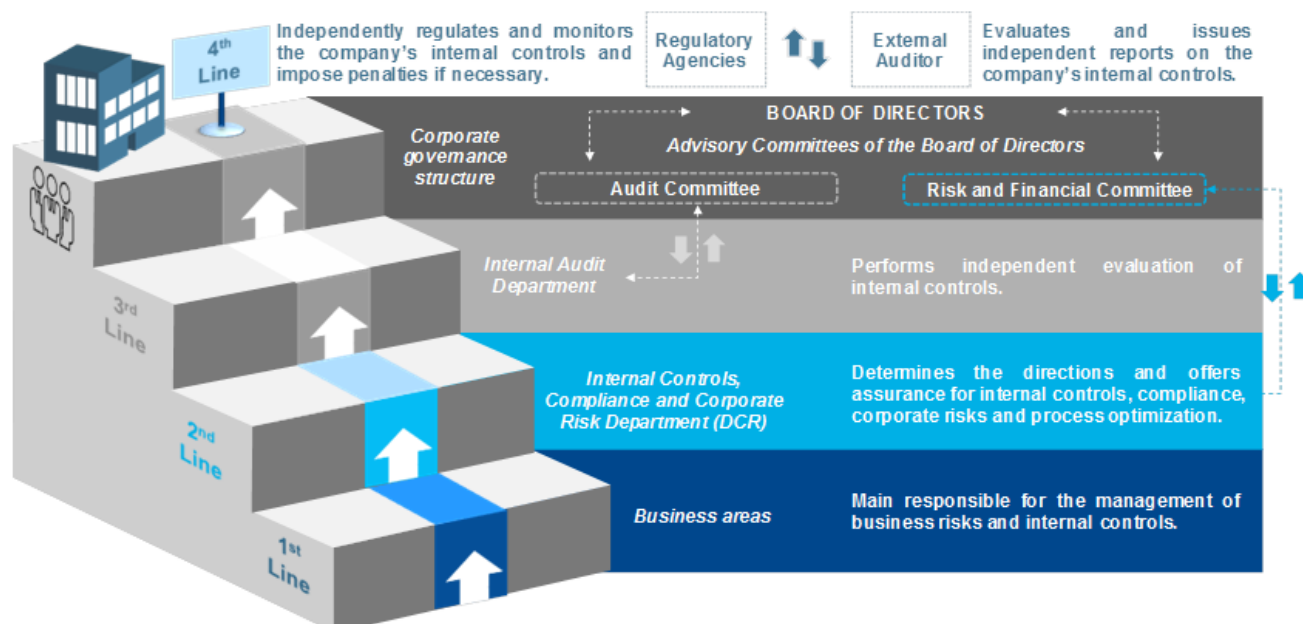 4th
Line
Independently regulates and monitors
the company's internal controls and
impose penalties if necessary.
Regulatory
Agencies
External
Auditor
Evaluates and issues
independent reports on the
company's internal controls.
Corporate
governance
structure
BOARD OF DIRECTORS
Advisory Committees of the Board of Directors
Audit Committee
Risk and Financial Committee
3rd
Line
Internal Audit
Department
Performs independent evaluation of
internal controls.
2nd
Line
Internal Controls,
Compliance and Corporate
Risk Department (DCR)
Determines the directions and offers
assurance for internal controls, compliance,
corporate risks and process optimization.
1st
Line
Business areas
Main responsible for the management of
business risks and internal controls.